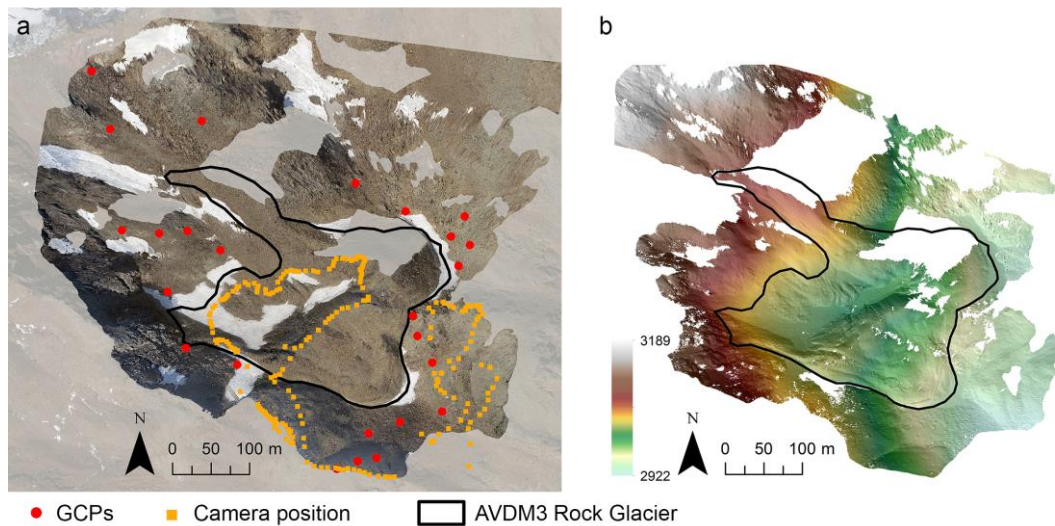 a
b
N
0 50 100 m
3189
2922
N
0 50 100 m
GCPs
Camera position
AVDM3 Rock Glacier